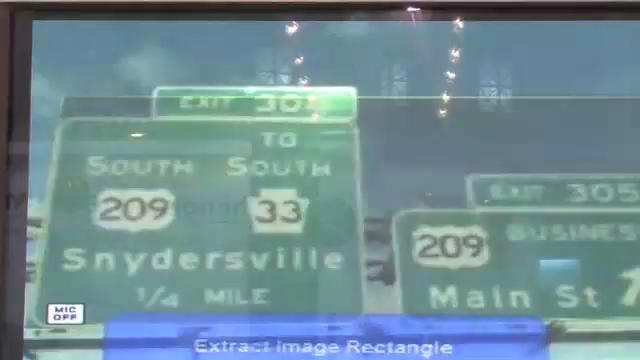 EXIT 30
TO
SOUTH SOUTH
209 33
Snydersville
1/4 MILE
EXIT 305
209 BUSINES
Main St
MIC
OFF
Extract Image Rectangle